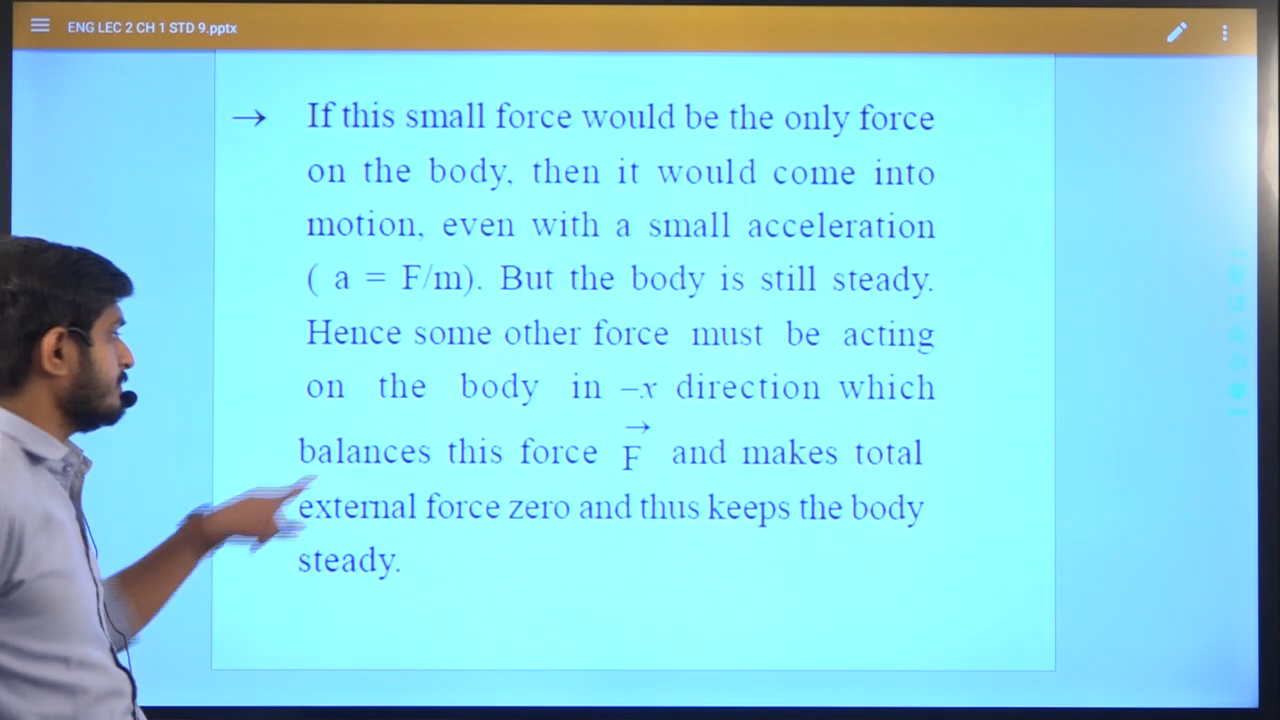 ENG LEC 2 CH 1 STD 9.pptx
→ If this small force would be the only force
on the body, then it would come into
motion, even with a small acceleration
( a = F/m). But the body is still steady.
Hence some other force must be acting
on the body in –x direction which
balances this force F⃗ and makes total
external force zero and thus keeps the body
steady.